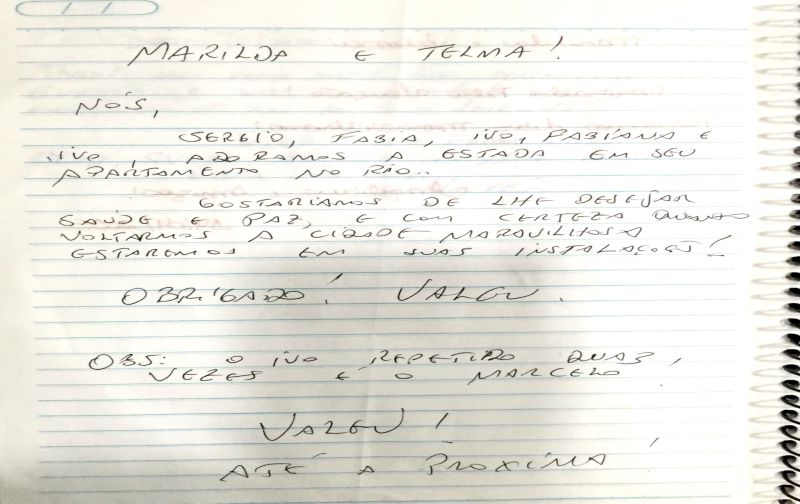 MARILDA E TELMA!
NÓS,
SERGIO, FABIA, IVO, FABIANA E
IVO, ADORAMOS A ESTADA EM SEU
APARTAMENTO NO RIO..
GOSTARIAMOS DE LHE DESEJAR
SAÚDE E PAZ, E COM CERTEZA QUANDO
VOLTARMOS A CIDADE MARAVILHOSA
ESTAREMOS EM SUAS INSTALAÇÕES!
OBRIGADO! VALEU.
OBS: O IVO REPETIDO DUAS
VEZES É O MARCELO
VALEU!
ATÉ A PROXIMA!